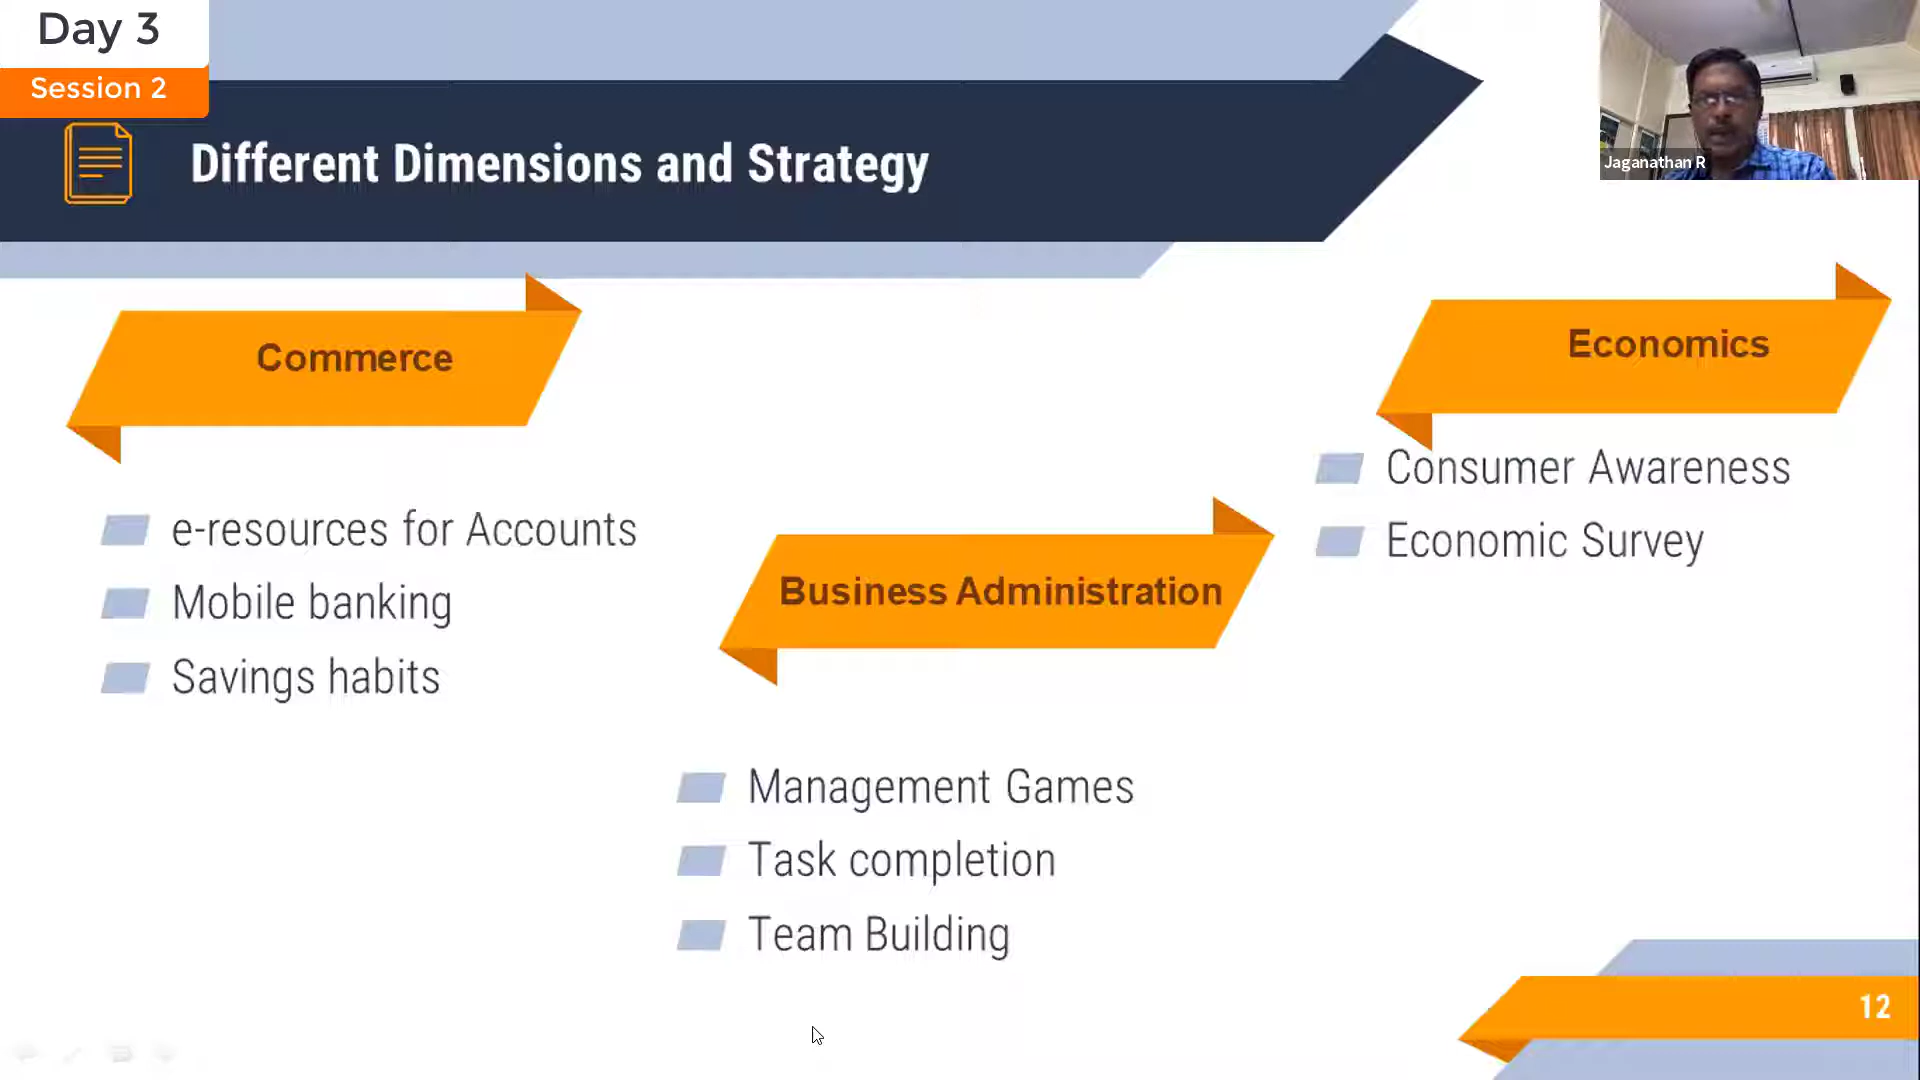 Day 3
Session 2
Different Dimensions and Strategy
Jaganathan R
Commerce
e-resources for Accounts
Mobile banking
Savings habits
Business Administration
Management Games
Task completion
Team Building
Economics
Consumer Awareness
Economic Survey
12